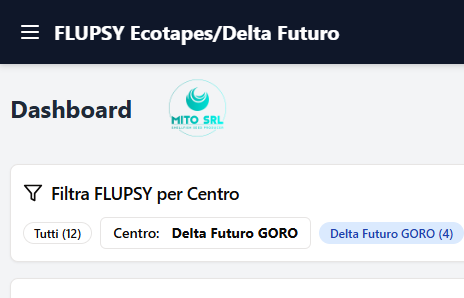 FLUPSY Ecotapes/Delta Futuro
Dashboard
MITO SRL
SHELLFISH SEED PRODUCER
Filtra FLUPSY per Centro
Tutti (12) Centro: Delta Futuro GORO Delta Futuro GORO (4)